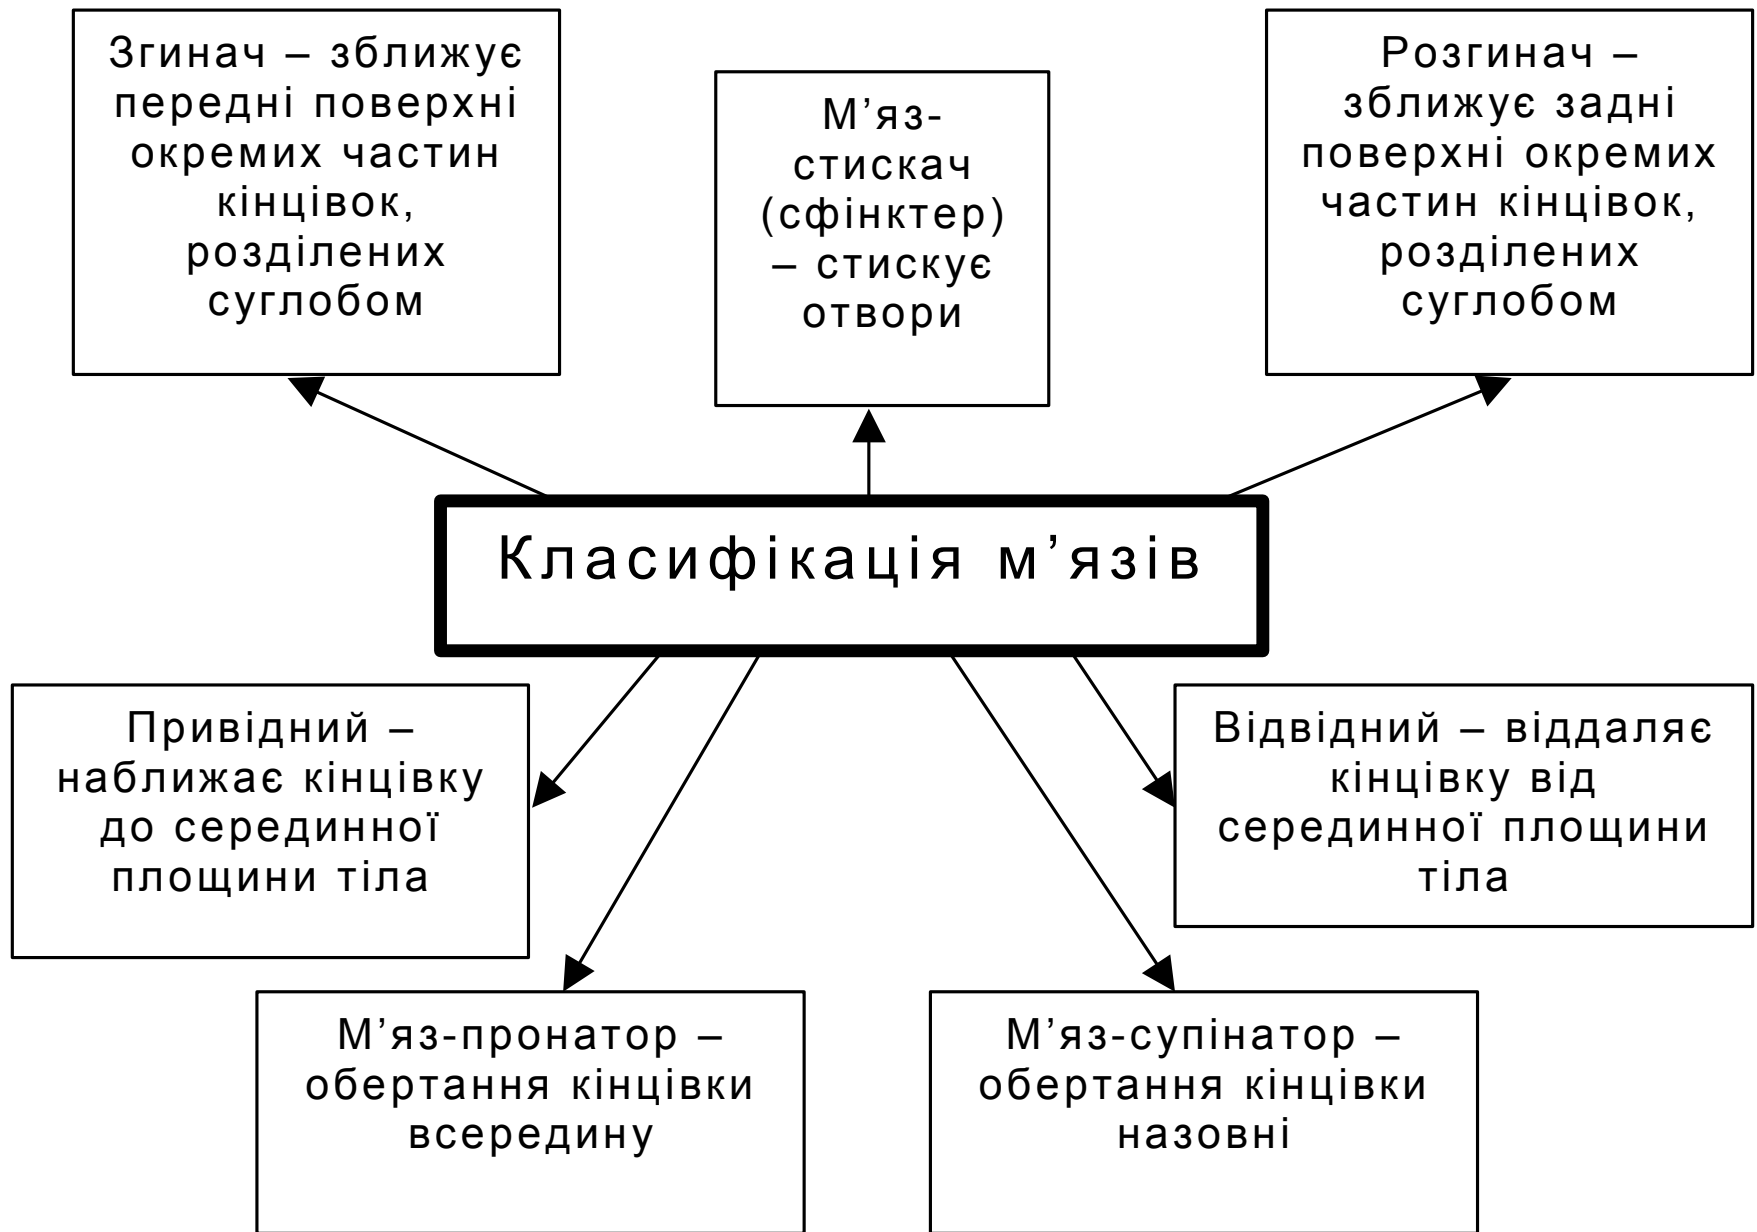 Згинач – зближує
передні поверхні
окремих частин
кінцівок,
розділених
суглобом
М’яз-
стискач
(сфінктер)
– стискує
отвори
Розгинач –
зближує задні
поверхні окремих
частин кінцівок,
розділених
суглобом
Класифікація м’язів
Привідний –
наближає кінцівку
до серединної
площини тіла
Відвідний – віддаляє
кінцівку від
серединної площини
тіла
М’яз-пронатор –
обертання кінцівки
всередину
М’яз-супінатор –
обертання кінцівки
назовні